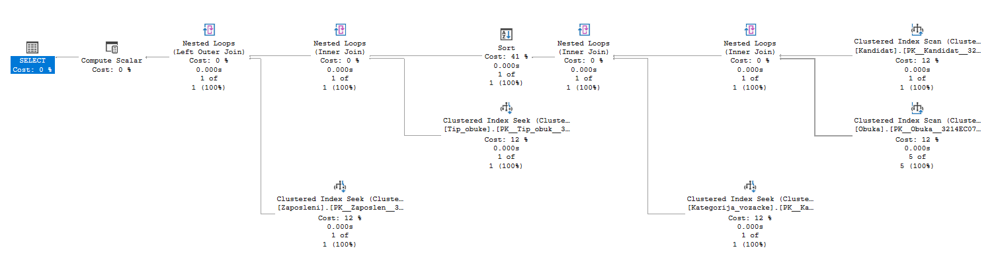 SELECT
Cost: 0 %
Compute Scalar
Cost: 0 %
Nested Loops
(Left Outer Join)
Cost: 0 %
0.000s
1 of
1 (100%)
Nested Loops
(Inner Join)
Cost: 0 %
0.000s
1 of
1 (100%)
Sort
Cost: 41 %
0.000s
1 of
1 (100%)
Nested Loops
(Inner Join)
Cost: 0 %
0.000s
1 of
1 (100%)
Nested Loops
(Inner Join)
Cost: 0 %
0.000s
1 of
1 (100%)
Clustered Index Scan (Cluste…
[Kandidat].[PK__Kandidat__32…
Cost: 12 %
0.000s
1 of
1 (100%)
Clustered Index Seek (Cluste…
[Tip_obuke].[PK__Tip_obuk__3…
Cost: 12 %
0.000s
1 of
1 (100%)
Clustered Index Scan (Cluste…
[Obuka].[PK__Obuka__3214EC07…
Cost: 12 %
0.000s
5 of
5 (100%)
Clustered Index Seek (Cluste…
[Zaposleni].[PK__Zaposlen__3…
Cost: 12 %
0.000s
1 of
1 (100%)
Clustered Index Seek (Cluste…
[Kategorija_vozacke].[PK__Ka…
Cost: 12 %
0.000s
1 of
1 (100%)